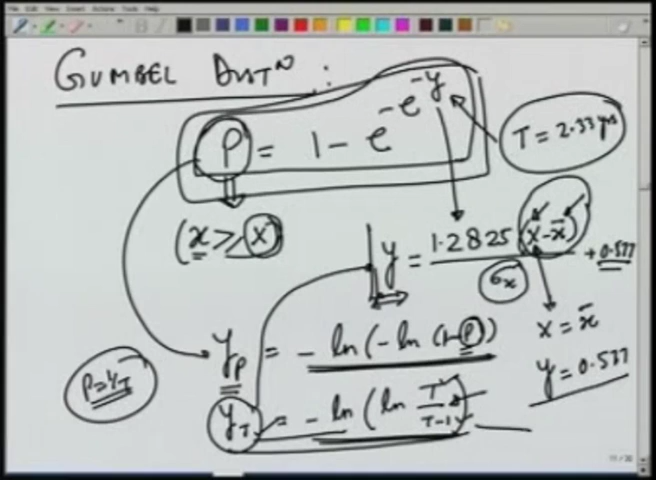 GUMBEL DISTⁿ :
P = 1 - e^-e^-y
T = 2.33 yrs
(x ≥ X)
y = 1.2825 (x - x̄) / σx + 0.577
x = x̄
y = 0.577
yP = - ln (- ln (1-P))
P = 1/T
yT = - ln (ln T / T-1)